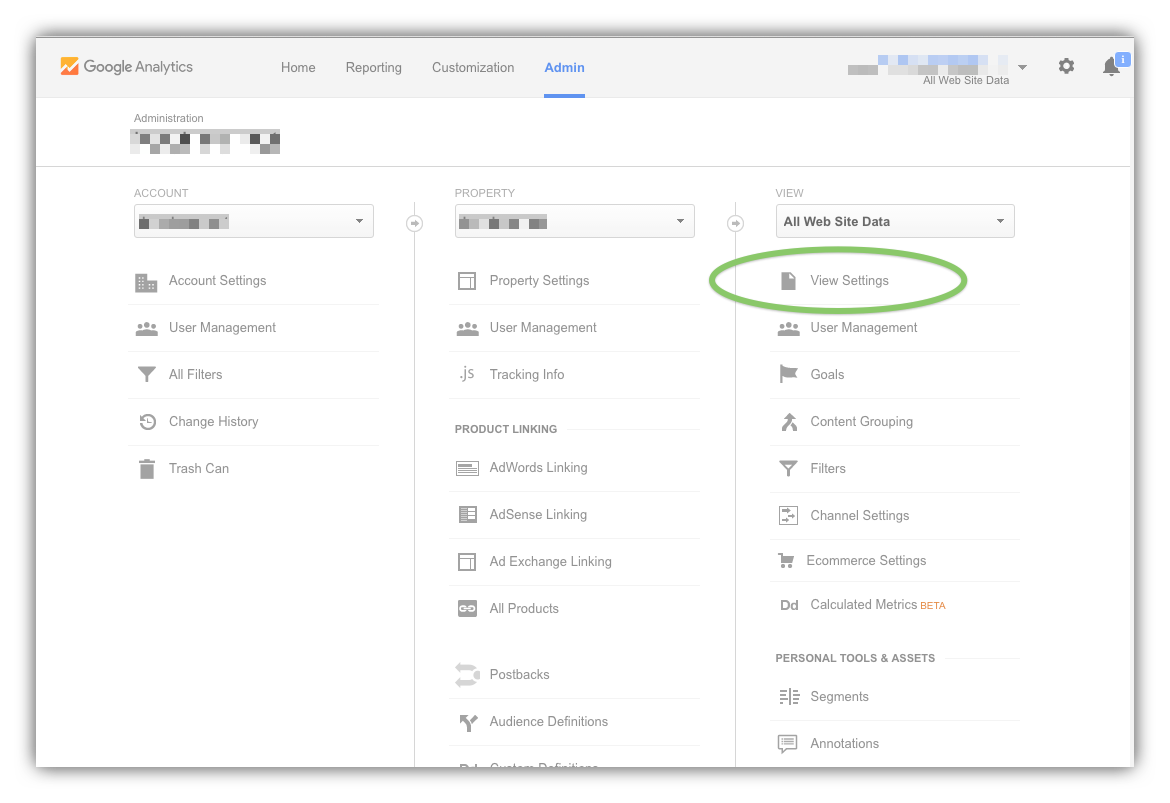 Google Analytics
Home
Reporting
Customization
Admin
All Web Site Data
i
Administration
ACCOUNT
Account Settings
User Management
All Filters
Change History
Trash Can
PROPERTY
Property Settings
User Management
.js Tracking Info
PRODUCT LINKING
AdWords Linking
AdSense Linking
Ad Exchange Linking
All Products
Postbacks
Audience Definitions
Dd Custom Definitions
VIEW
All Web Site Data
View Settings
User Management
Goals
Content Grouping
Filters
Channel Settings
Ecommerce Settings
Dd Calculated Metrics BETA
PERSONAL TOOLS & ASSETS
Segments
Annotations